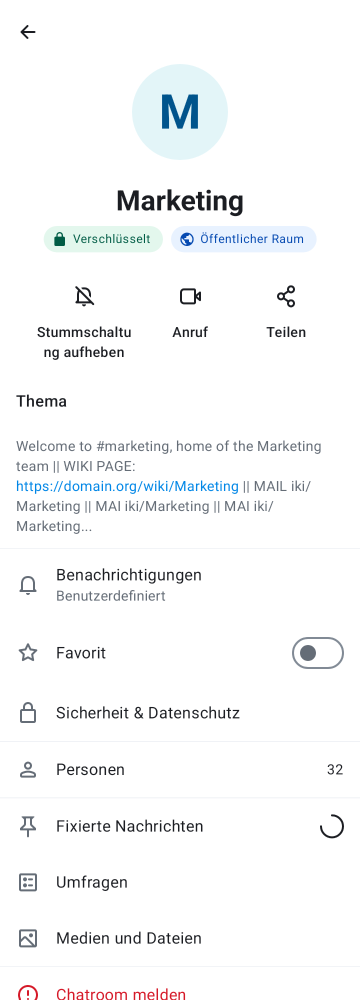 M
Marketing
Verschlüsselt
Öffentlicher Raum
Stummschaltu
ng aufheben
Anruf
Teilen
Thema
Welcome to #marketing, home of the Marketing
team || WIKI PAGE:
https://domain.org/wiki/Marketing || MAIL iki/
Marketing || MAI iki/Marketing || MAI iki/
Marketing...
Benachrichtigungen
Benutzerdefiniert
Favorit
Sicherheit & Datenschutz
Personen 32
Fixierte Nachrichten
Umfragen
Medien und Dateien
Chatroom melden